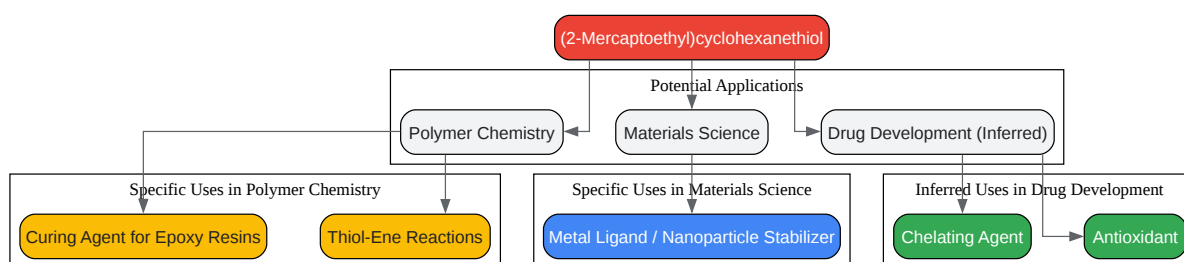 (2-Mercaptoethyl)cyclohexanethiol
Potential Applications
Polymer Chemistry
Materials Science
Drug Development (Inferred)
Specific Uses in Polymer Chemistry
Specific Uses in Materials Science
Inferred Uses in Drug Development
Curing Agent for Epoxy Resins
Thiol-Ene Reactions
Metal Ligand / Nanoparticle Stabilizer
Chelating Agent
Antioxidant